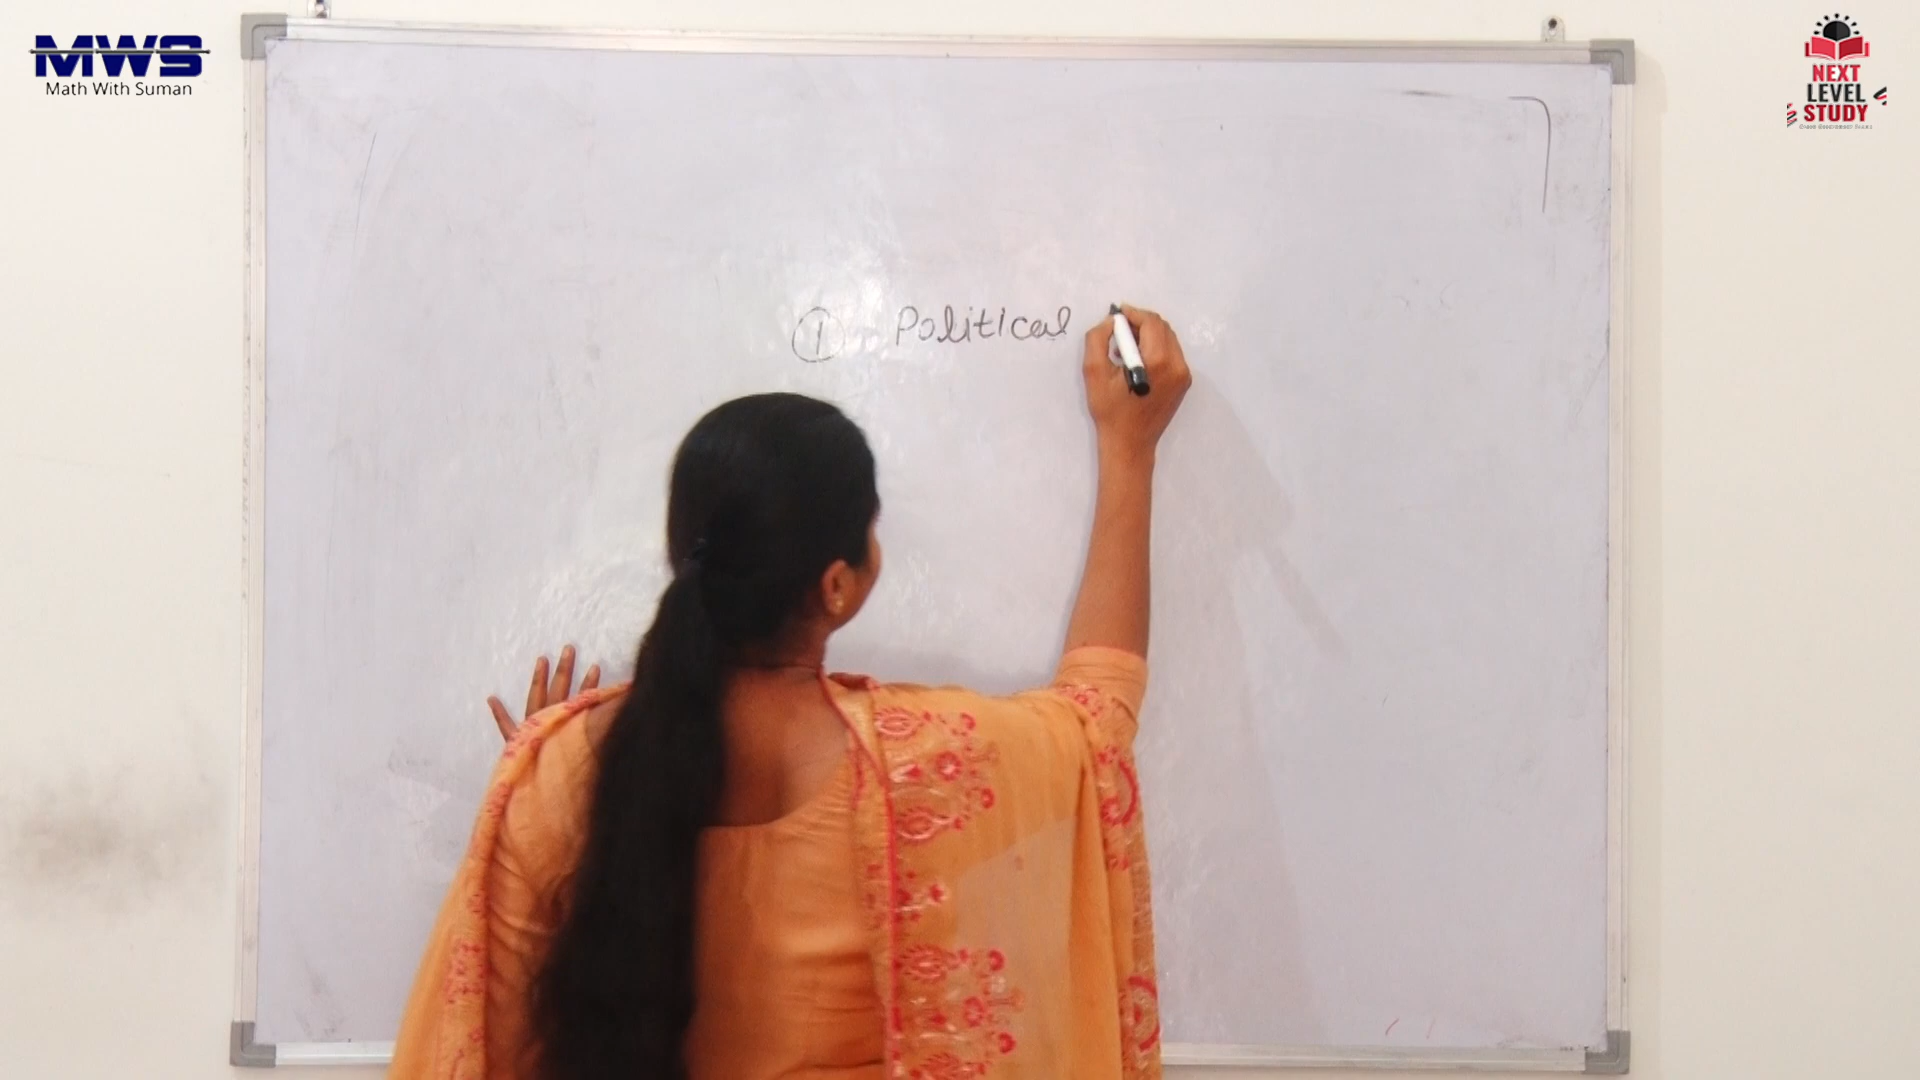 MWS
Math With Suman
NEXT
LEVEL
STUDY
① Political